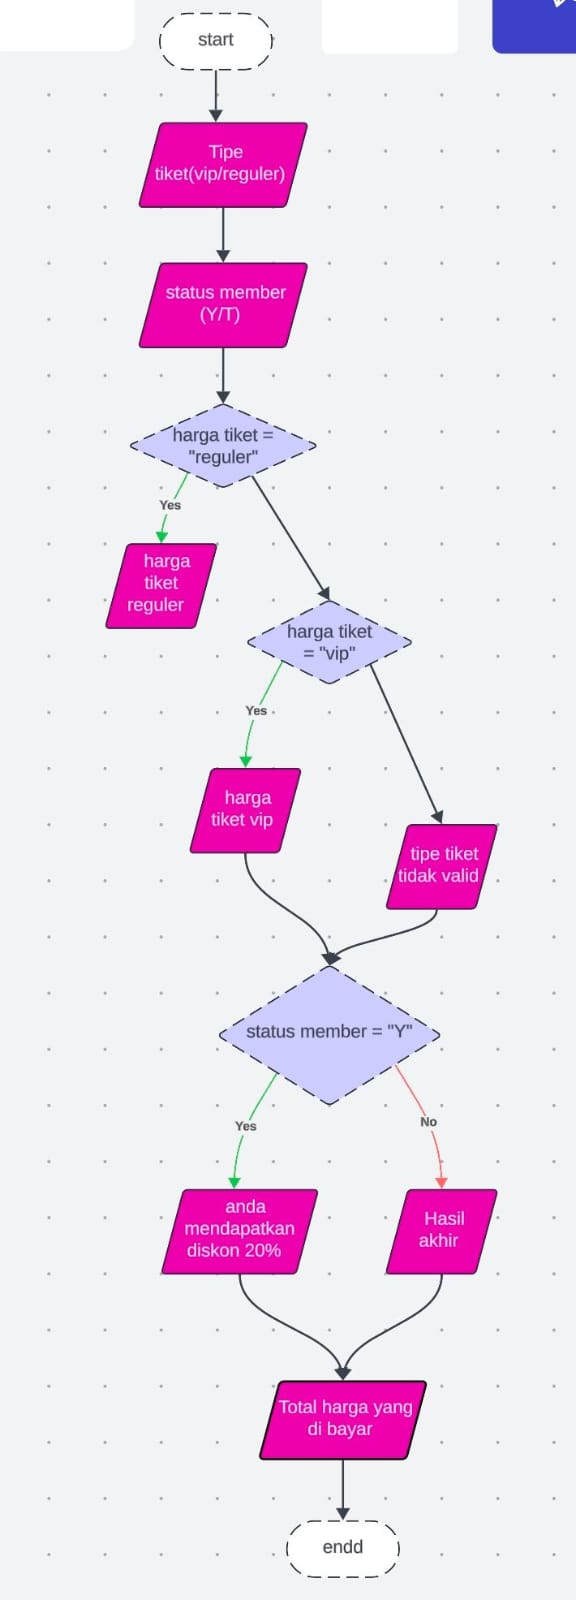 start
Tipe
tiket(vip/reguler)
status member
(Y/T)
harga tiket =
"reguler"
Yes
harga
tiket
reguler
harga tiket
= "vip"
Yes
harga
tiket vip
tipe tiket
tidak valid
status member = "Y"
Yes
No
anda
mendapatkan
diskon 20%
Hasil
akhir
Total harga yang
di bayar
endd